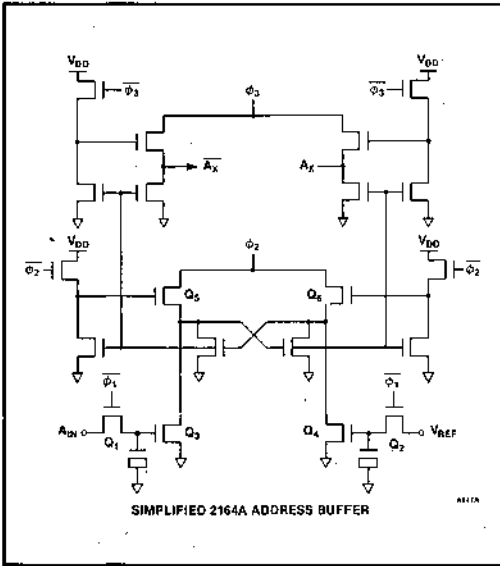 V_DD V_DD
φ̅₃ φ₃ φ̅₃
A̅_X A_X
V_DD φ₂ V_DD
φ̅₂ φ̅₂
Q₅ Q₆
φ̅₁ φ̅₁
A_IN Q₁ Q₃ Q₄ Q₂ V_REF
SIMPLIFIED 2164A ADDRESS BUFFER